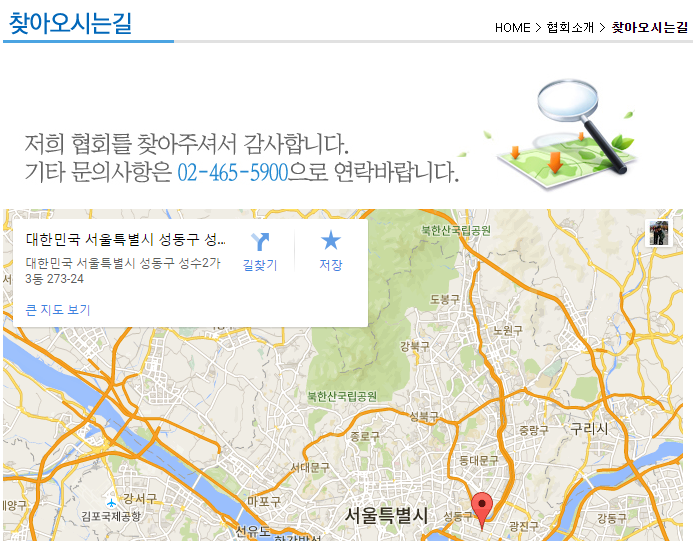 찾아오시는길
HOME > 협회소개 > 찾아오시는길
저희 협회를 찾아주셔서 감사합니다.
기타 문의사항은 02-465-5900으로 연락바랍니다.
대한민국 서울특별시 성동구 성...
대한민국 서울특별시 성동구 성수2가
3동 273-24
길찾기
저장
큰 지도 보기
북한산국립공원
도봉구
노원구
강북구
북한산국립공원
성북구
종로구
중랑구
구리시
서대문구
동대문구
강서구
마포구
김포국제공항
서울특별시
성동구
광진구
강동구
선유도